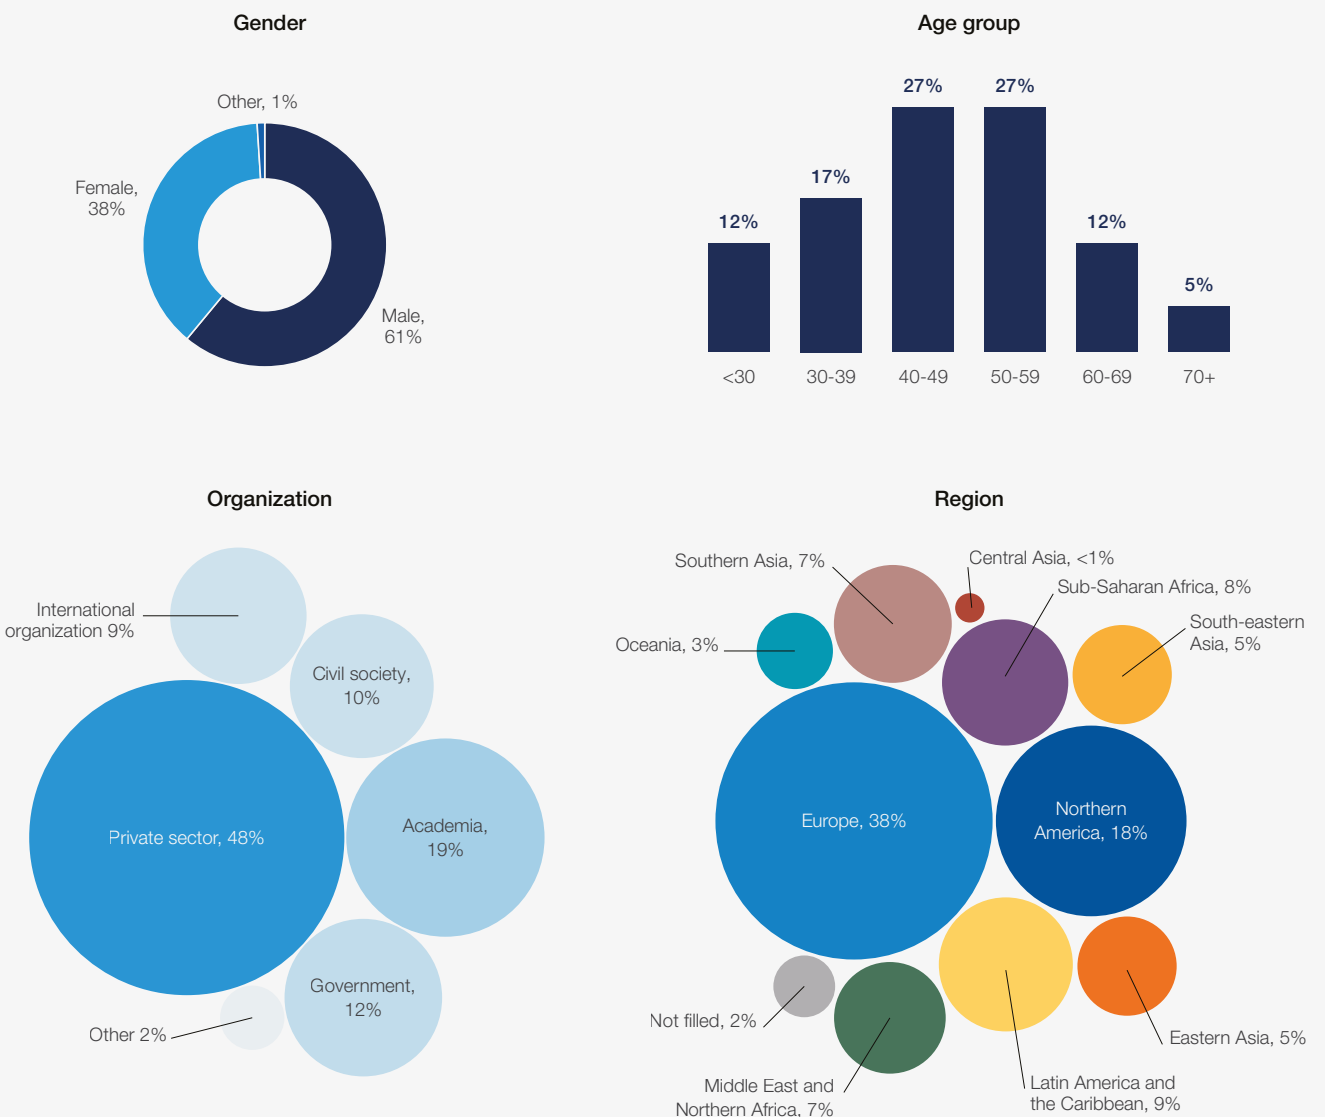 Gender
Other, 1%
Female,
38%
Male,
61%
Age group
27%
27%
17%
12%
12%
5%
<30
30-39
40-49
50-59
60-69
70+
Organization
International
organization 9%
Civil society,
10%
Private sector, 48%
Academia,
19%
Government,
12%
Other 2%
Region
Southern Asia, 7%
Central Asia, <1%
Sub-Saharan Africa, 8%
South-eastern
Asia, 5%
Oceania, 3%
Europe, 38%
Northern
America, 18%
Not filled, 2%
Eastern Asia, 5%
Middle East and
Northern Africa, 7%
Latin America and
the Caribbean, 9%